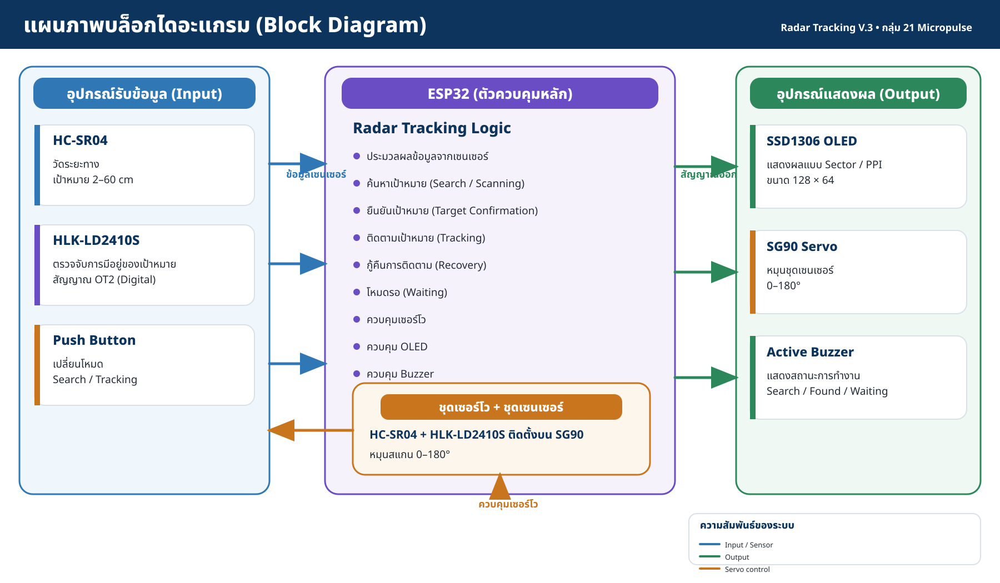 แผนภาพบล็อกไดอะแกรม (Block Diagram)
Radar Tracking V.3 • กลุ่ม 21 Micropulse
อุปกรณ์รับข้อมูล (Input)
HC-SR04
วัดระยะทาง
เป้าหมาย 2–60 cm
HLK-LD2410S
ตรวจจับการมีอยู่ของเป้าหมาย
สัญญาณ OT2 (Digital)
Push Button
เปลี่ยนโหมด
Search / Tracking
ข้อมูลเซนเซอร์
ESP32 (ตัวควบคุมหลัก)
Radar Tracking Logic
ประมวลผลข้อมูลจากเซนเซอร์
ค้นหาเป้าหมาย (Search / Scanning)
ยืนยันเป้าหมาย (Target Confirmation)
ติดตามเป้าหมาย (Tracking)
กู้คืนการติดตาม (Recovery)
โหมดรอ (Waiting)
ควบคุมเซอร์โว
ควบคุม OLED
ควบคุม Buzzer
ชุดเซอร์โว + ชุดเซนเซอร์
HC-SR04 + HLK-LD2410S ติดตั้งบน SG90
หมุนสแกน 0–180°
ควบคุมเซอร์โว
สัญญาณออก
อุปกรณ์แสดงผล (Output)
SSD1306 OLED
แสดงผลแบบ Sector / PPI
ขนาด 128 × 64
SG90 Servo
หมุนชุดเซนเซอร์
0–180°
Active Buzzer
แสดงสถานะการทำงาน
Search / Found / Waiting
ความสัมพันธ์ของระบบ
Input / Sensor
Output
Servo control